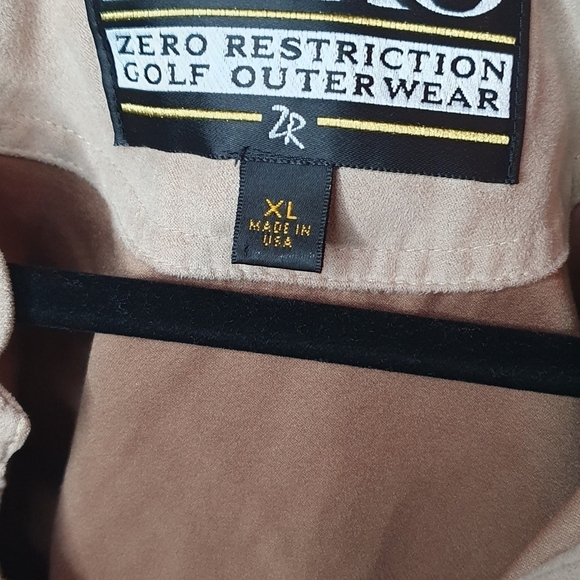 ZERO RESTRICTION
GOLF OUTERWEAR
ZR
XL
MADE IN
USA